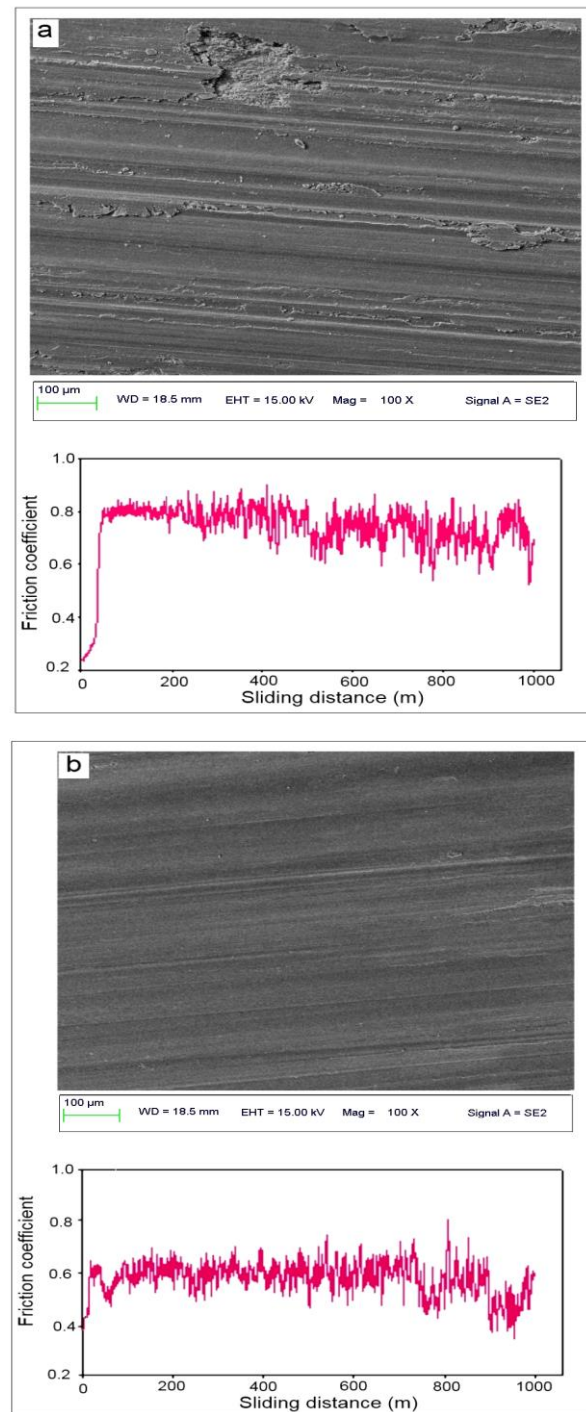 a
100 µm
WD = 18.5 mm EHT = 15.00 kV Mag = 100 X Signal A = SE2
1.0
0.8
0.6
0.4
0.2
Friction coefficient
0 200 400 600 800 1000
Sliding distance (m)
b
100 µm
WD = 18.5 mm EHT = 15.00 kV Mag = 100 X Signal A = SE2
1.0
0.8
0.6
0.4
0.2
Friction coefficient
0 200 400 600 800 1000
Sliding distance (m)